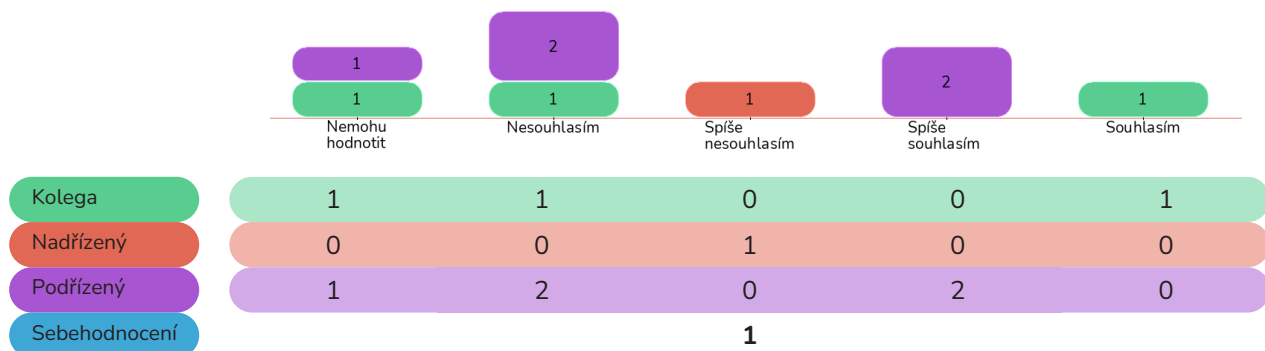 2
1
2
1
1
1
1
Nemohu
hodnotit
Nesouhlasím
Spíše
nesouhlasím
Spíše
souhlasím
Souhlasím
Kolega 1 1 0 0 1
Nadřízený 0 0 1 0 0
Podřízený 1 2 0 2 0
Sebehodnocení 1